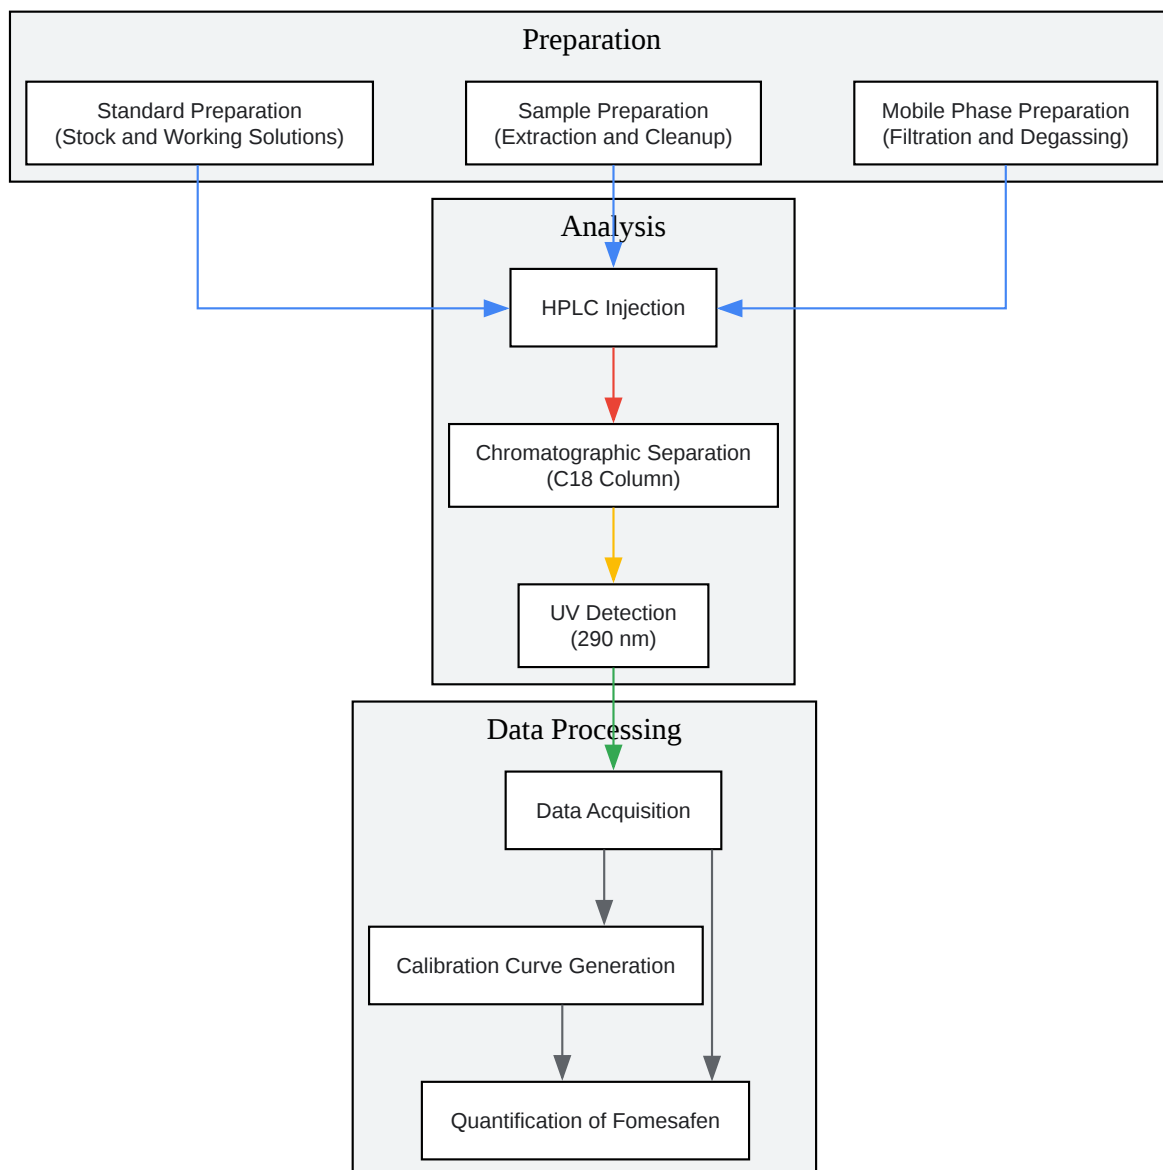 Preparation
Standard Preparation
(Stock and Working Solutions)
Sample Preparation
(Extraction and Cleanup)
Mobile Phase Preparation
(Filtration and Degassing)
Analysis
HPLC Injection
Chromatographic Separation
(C18 Column)
UV Detection
(290 nm)
Data Processing
Data Acquisition
Calibration Curve Generation
Quantification of Fomesafen